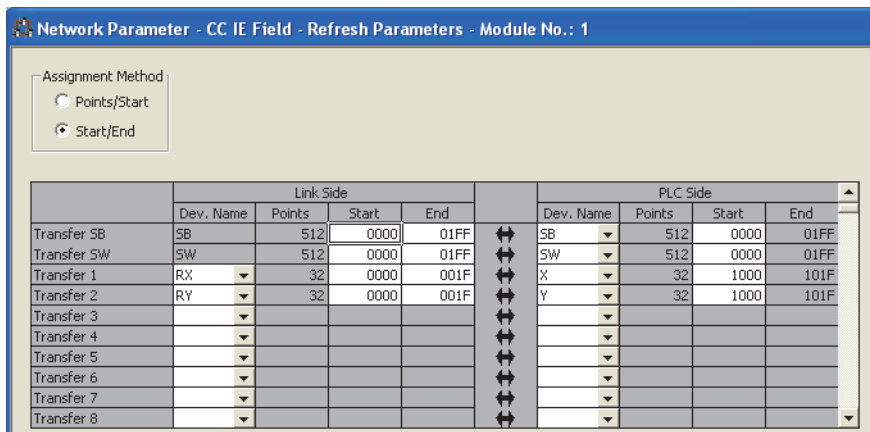 Network Parameter - CC IE Field - Refresh Parameters - Module No.: 1
Assignment Method
Points/Start
Start/End
Link Side PLC Side
Dev. Name Points Start End Dev. Name Points Start End
Transfer SB SB 512 0000 01FF SB 512 0000 01FF
Transfer SW SW 512 0000 01FF SW 512 0000 01FF
Transfer 1 RX 32 0000 001F X 32 1000 101F
Transfer 2 RY 32 0000 001F Y 32 1000 101F
Transfer 3
Transfer 4
Transfer 5
Transfer 6
Transfer 7
Transfer 8